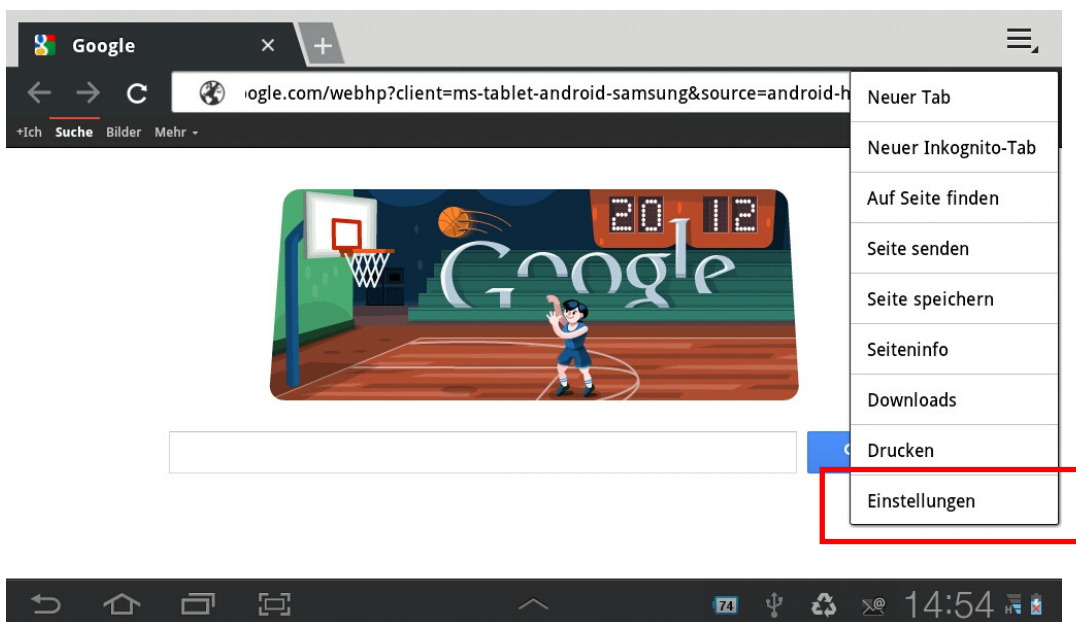 Google
ogle.com/webhp?client=ms-tablet-android-samsung&source=android-h
+Ich Suche Bilder Mehr
20 12
Google
Neuer Tab
Neuer Inkognito-Tab
Auf Seite finden
Seite senden
Seite speichern
Seiteninfo
Downloads
Drucken
Einstellungen
74
14:54
H